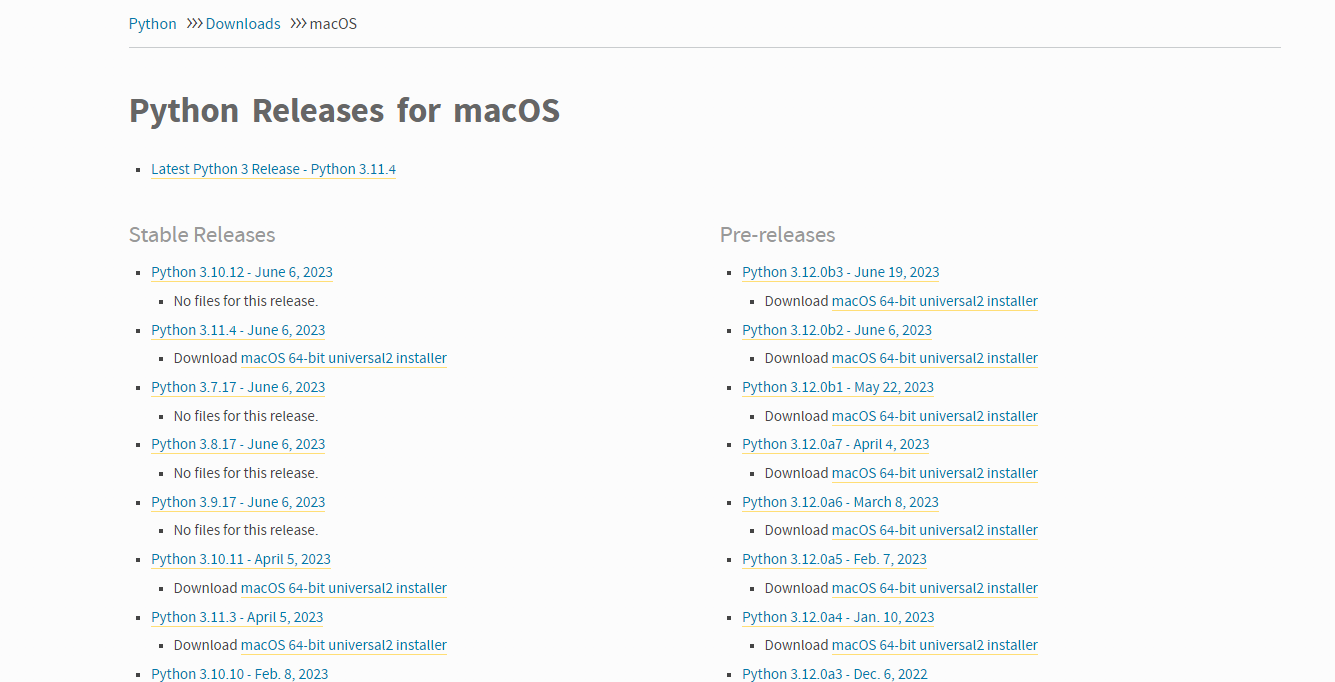 Python >>> Downloads >>> macOS
Python Releases for macOS
Latest Python 3 Release - Python 3.11.4
Stable Releases
Python 3.10.12 - June 6, 2023
No files for this release.
Python 3.11.4 - June 6, 2023
Download macOS 64-bit universal2 installer
Python 3.7.17 - June 6, 2023
No files for this release.
Python 3.8.17 - June 6, 2023
No files for this release.
Python 3.9.17 - June 6, 2023
No files for this release.
Python 3.10.11 - April 5, 2023
Download macOS 64-bit universal2 installer
Python 3.11.3 - April 5, 2023
Download macOS 64-bit universal2 installer
Python 3.10.10 - Feb. 8, 2023
Pre-releases
Python 3.12.0b3 - June 19, 2023
Download macOS 64-bit universal2 installer
Python 3.12.0b2 - June 6, 2023
Download macOS 64-bit universal2 installer
Python 3.12.0b1 - May 22, 2023
Download macOS 64-bit universal2 installer
Python 3.12.0a7 - April 4, 2023
Download macOS 64-bit universal2 installer
Python 3.12.0a6 - March 8, 2023
Download macOS 64-bit universal2 installer
Python 3.12.0a5 - Feb. 7, 2023
Download macOS 64-bit universal2 installer
Python 3.12.0a4 - Jan. 10, 2023
Download macOS 64-bit universal2 installer
Python 3.12.0a3 - Dec. 6, 2022